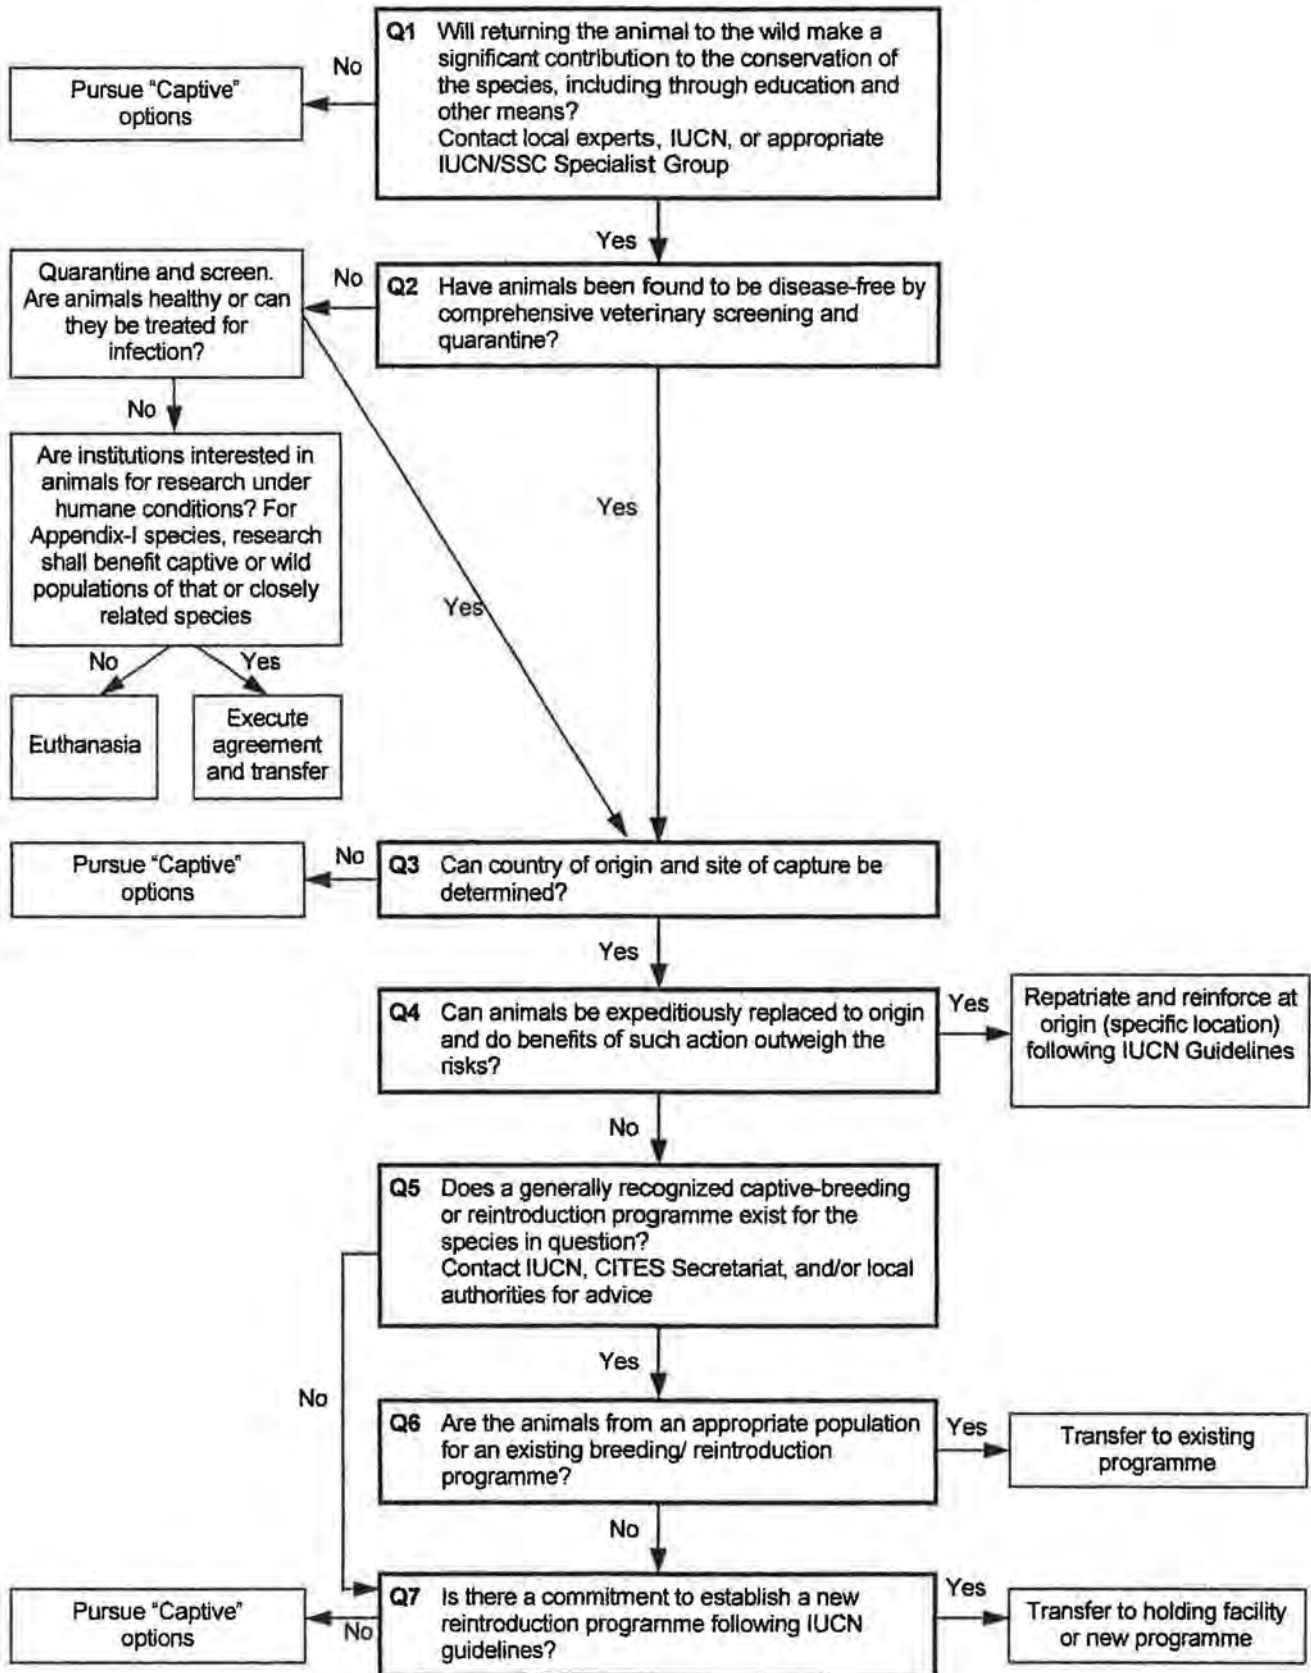 Q1 Will returning the animal to the wild make a
significant contribution to the conservation of
the species, including through education and
other means?
Contact local experts, IUCN, or appropriate
IUCN/SSC Specialist Group
No
Pursue "Captive"
options
Yes
Q2 Have animals been found to be disease-free by
comprehensive veterinary screening and
quarantine?
No
Quarantine and screen.
Are animals healthy or can
they be treated for
infection?
No
Are institutions interested in
animals for research under
humane conditions? For
Appendix-I species, research
shall benefit captive or wild
populations of that or closely
related species
Yes
Yes
No
Yes
Euthanasia
Execute
agreement
and transfer
Q3 Can country of origin and site of capture be
determined?
No
Pursue "Captive"
options
Yes
Q4 Can animals be expeditiously replaced to origin
and do benefits of such action outweigh the
risks?
Yes
Repatriate and reinforce at
origin (specific location)
following IUCN Guidelines
No
Q5 Does a generally recognized captive-breeding
or reintroduction programme exist for the
species in question?
Contact IUCN, CITES Secretariat, and/or local
authorities for advice
Yes
No
Q6 Are the animals from an appropriate population
for an existing breeding/ reintroduction
programme?
Yes
Transfer to existing
programme
No
Q7 Is there a commitment to establish a new
reintroduction programme following IUCN
guidelines?
No
Pursue "Captive"
options
Yes
Transfer to holding facility
or new programme